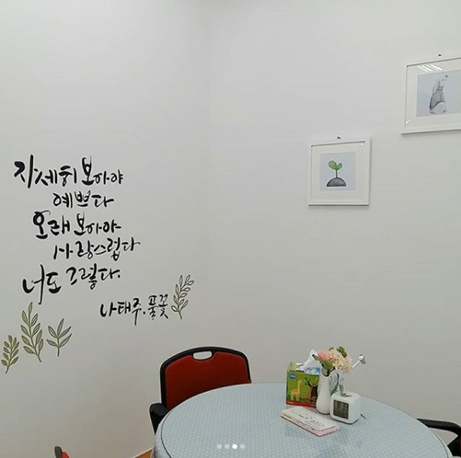 자세히 보아야
예쁘다
오래 보아야
사랑스럽다
너도 그렇다.
나태주. 풀꽃